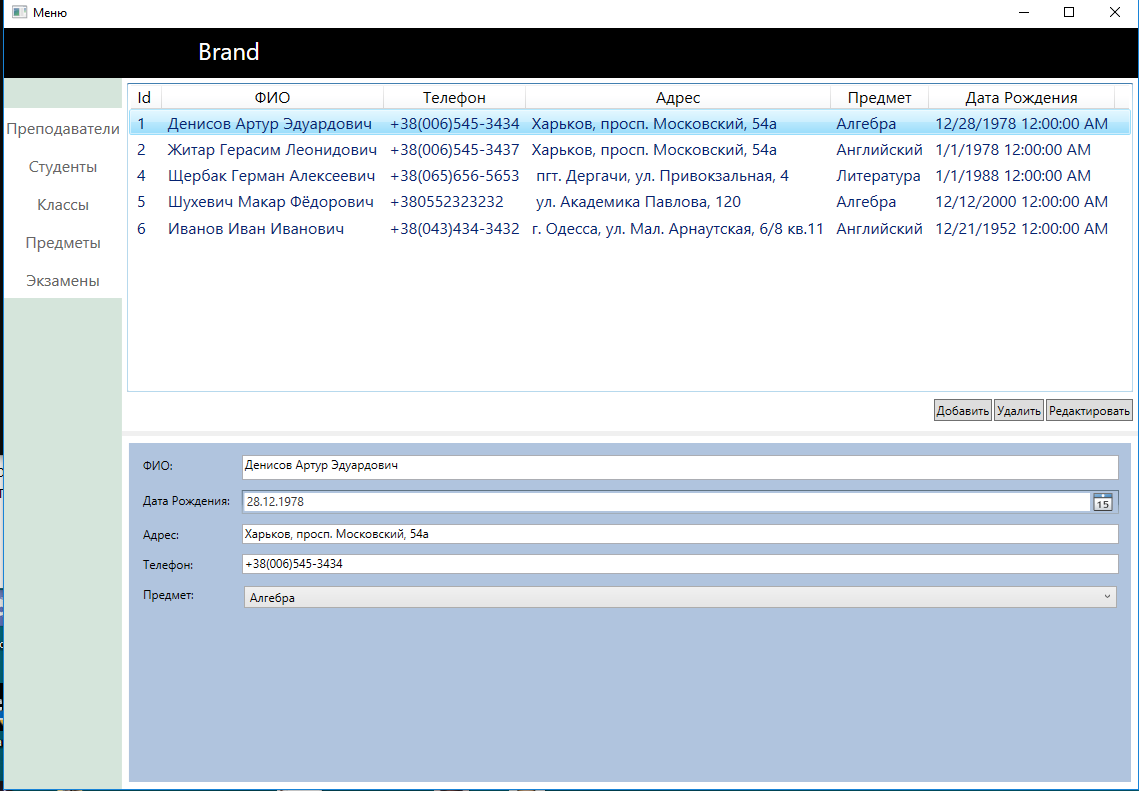 Меню
Brand
Преподаватели
Студенты
Классы
Предметы
Экзамены
Id ФИО Телефон Адрес Предмет Дата Рождения
1 Денисов Артур Эдуардович +38(006)545-3434 Харьков, просп. Московский, 54а Алгебра 12/28/1978 12:00:00 AM
2 Житар Герасим Леонидович +38(006)545-3437 Харьков, просп. Московский, 54а Английский 1/1/1978 12:00:00 AM
4 Щербак Герман Алексеевич +38(065)656-5653 пгт. Дергачи, ул. Привокзальная, 4 Литература 1/1/1988 12:00:00 AM
5 Шухевич Макар Фёдорович +380552323232 ул. Академика Павлова, 120 Алгебра 12/12/2000 12:00:00 AM
6 Иванов Иван Иванович +38(043)434-3432 г. Одесса, ул. Мал. Арнаутская, 6/8 кв.11 Английский 12/21/1952 12:00:00 AM
Добавить Удалить Редактировать
ФИО: Денисов Артур Эдуардович
Дата Рождения: 28.12.1978 15
Адрес: Харьков, просп. Московский, 54а
Телефон: +38(006)545-3434
Предмет: Алгебра